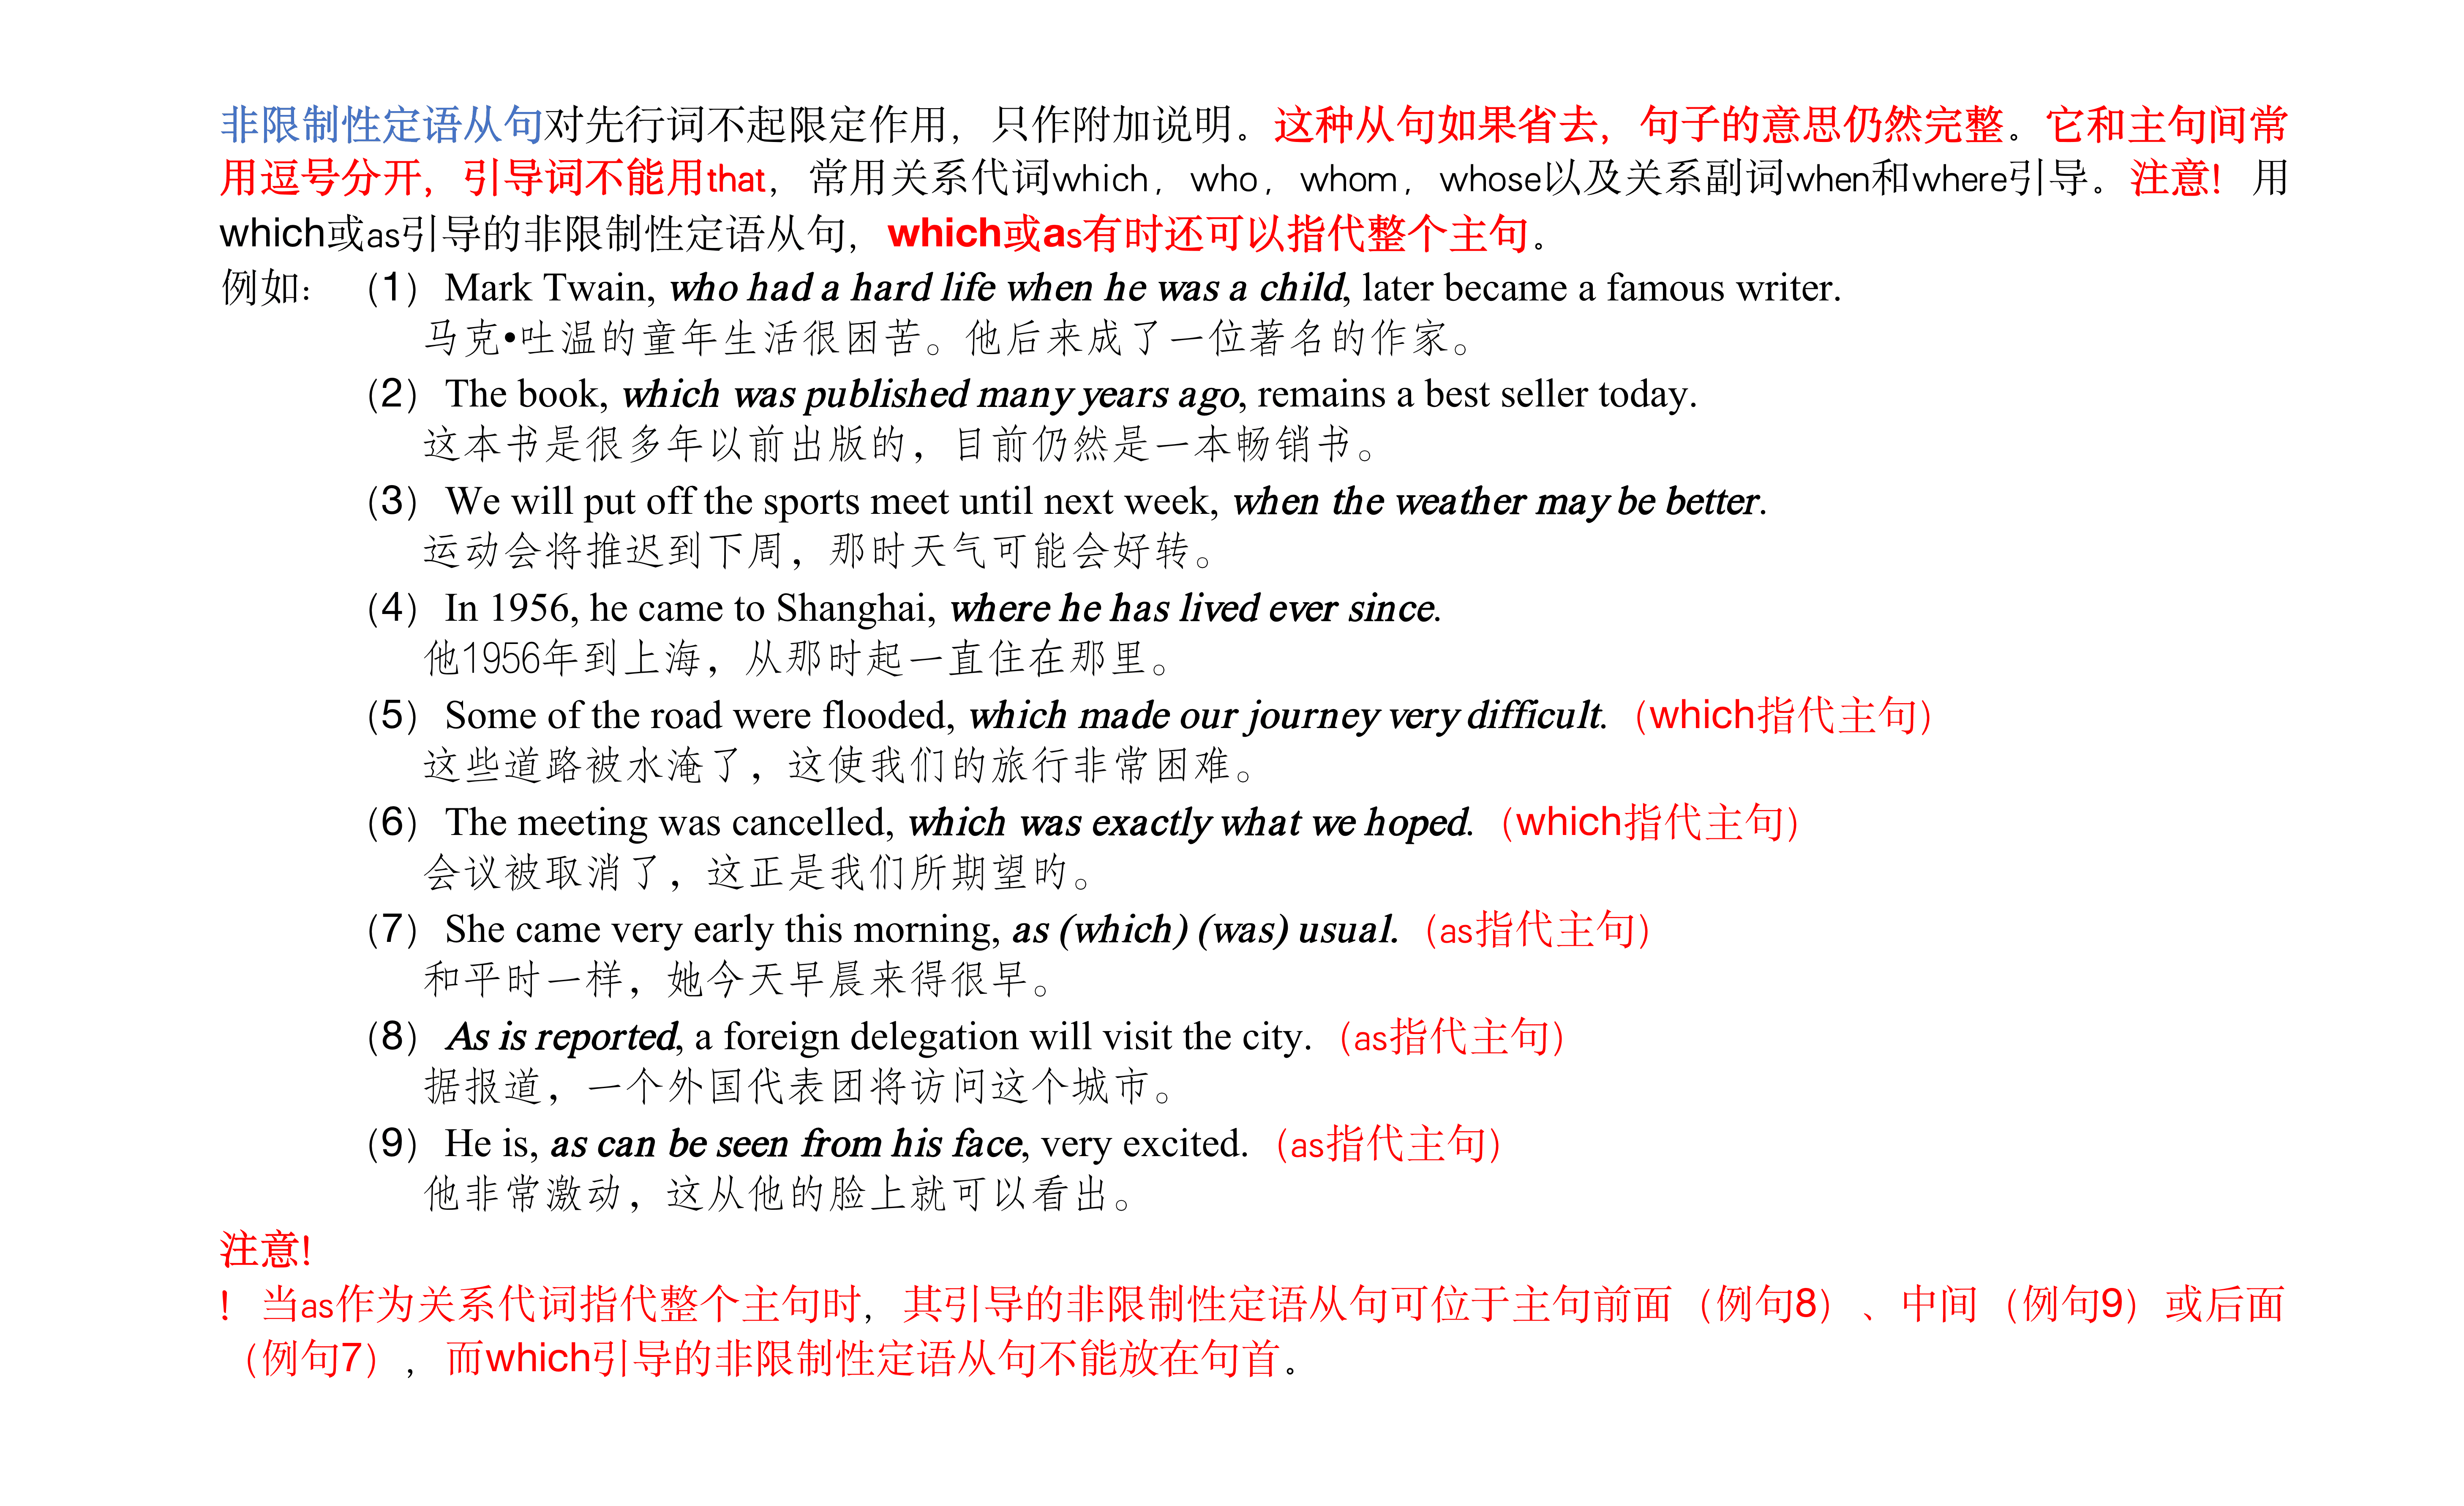 非限制性定语从句对先行词不起限定作用，只作附加说明。这种从句如果省去，句子的意思仍然完整。它和主句间常
用逗号分开，引导词不能用that，常用关系代词which，who，whom，whose以及关系副词when和where引导。注意！用
which或as引导的非限制性定语从句，which或as有时还可以指代整个主句。
例如：（1）Mark Twain, who had a hard life when he was a child, later became a famous writer.
马克•吐温的童年生活很困苦。他后来成了一位著名的作家。
（2）The book, which was published many years ago, remains a best seller today.
这本书是很多年以前出版的，目前仍然是一本畅销书。
（3）We will put off the sports meet until next week, when the weather may be better.
运动会将推迟到下周，那时天气可能会好转。
（4）In 1956, he came to Shanghai, where he has lived ever since.
他1956年到上海，从那时起一直住在那里。
（5）Some of the road were flooded, which made our journey very difficult.（which指代主句）
这些道路被水淹了，这使我们的旅行非常困难。
（6）The meeting was cancelled, which was exactly what we hoped.（which指代主句）
会议被取消了，这正是我们所期望旳。
（7）She came very early this morning, as (which) (was) usual.（as指代主句）
和平时一样，她今天早晨来得很早。
（8）As is reported, a foreign delegation will visit the city.（as指代主句）
据报道，一个外国代表团将访问这个城市。
（9）He is, as can be seen from his face, very excited.（as指代主句）
他非常激动，这从他的脸上就可以看出。
注意!
！当as作为关系代词指代整个主句时，其引导的非限制性定语从句可位于主句前面（例句8）、中间（例句9）或后面
（例句7），而which引导的非限制性定语从句不能放在句首。